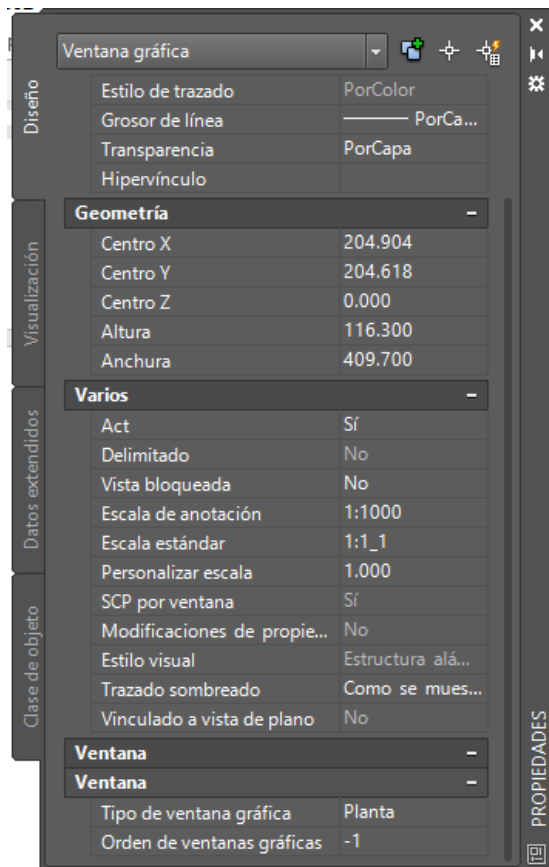 Ventana gráfica
Estilo de trazado PorColor
Grosor de línea PorCa...
Transparencia PorCapa
Hipervínculo
Geometría
Centro X 204.904
Centro Y 204.618
Centro Z 0.000
Altura 116.300
Anchura 409.700
Varios
Act Sí
Delimitado No
Vista bloqueada No
Escala de anotación 1:1000
Escala estándar 1:1_1
Personalizar escala 1.000
SCP por ventana Sí
Modificaciones de propie... No
Estilo visual Estructura alá...
Trazado sombreado Como se mues...
Vinculado a vista de plano No
Ventana
Ventana
Tipo de ventana gráfica Planta
Orden de ventanas gráficas -1
Diseño
Visualización
Datos extendidos
Clase de objeto
PROPIEDADES